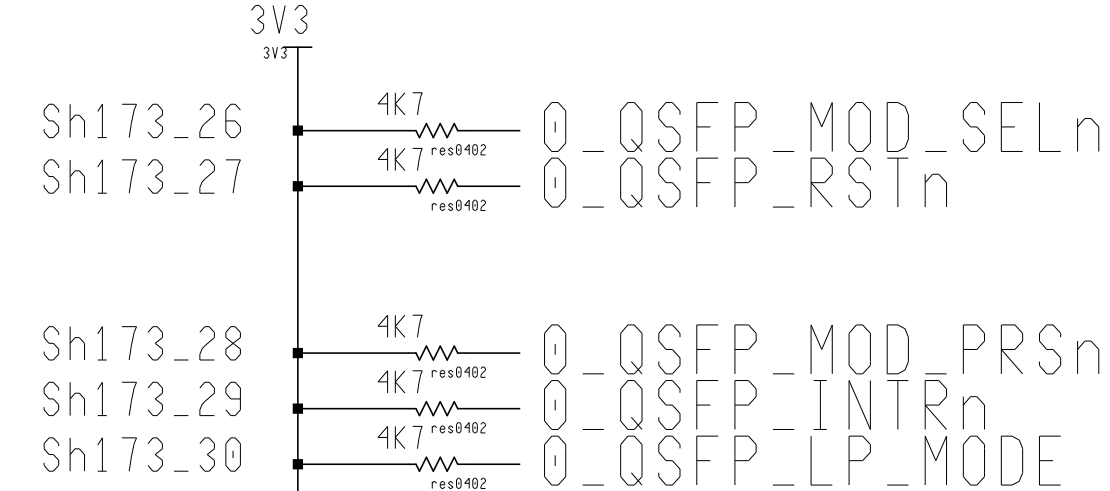 3V3
3V3
4K7
Sh173_26 0_QSFP_MOD_SELn
res0402
4K7
Sh173_27 0_QSFP_RSTn
res0402
4K7
Sh173_28 0_QSFP_MOD_PRSn
res0402
4K7
Sh173_29 0_QSFP_INTRn
res0402
4K7
Sh173_30 0_QSFP_LP_MODE
res0402